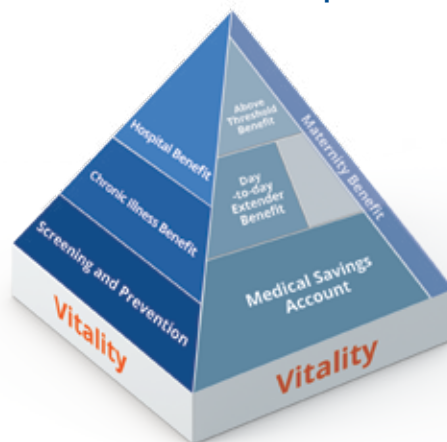 Hospital Benefit
Chronic Illness Benefit
Screening and Prevention
Above
Threshold
Benefit
Day
-to-day
Extender
Benefit
Medical Savings
Account
Maternity Benefit
Vitality
Vitality